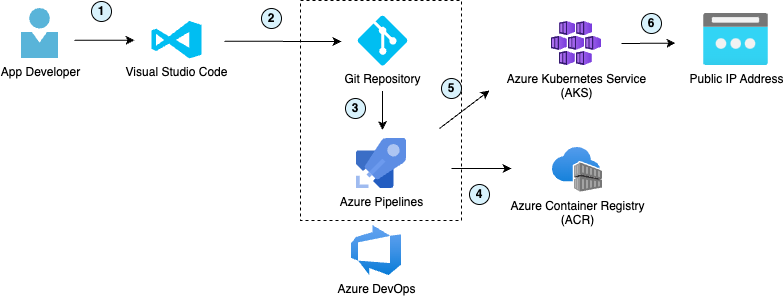 1
2
6
App Developer
Visual Studio Code
Git Repository
Azure Kubernetes Service
(AKS)
Public IP Address
5
3
4
Azure Pipelines
Azure Container Registry
(ACR)
Azure DevOps